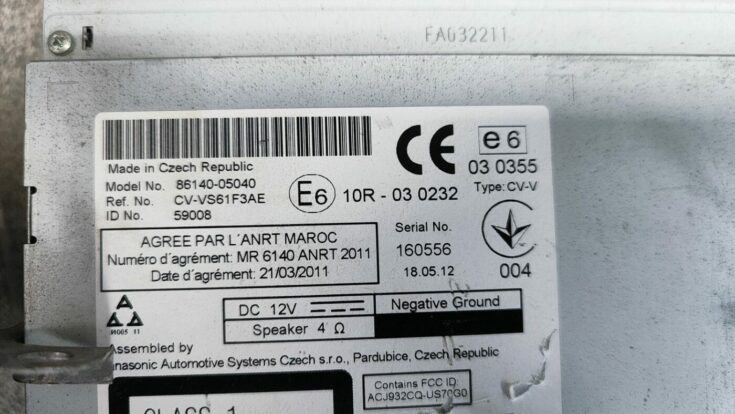 FA032211
CE
e6
03 0355
Type: CV-V
Made in Czech Republic
Model No. 86140-05040
Ref. No. CV-VS61F3AE
ID No. 59008
E6
10R - 03 0232
AGREE PAR L´ANRT MAROC
Numéro d´agrément: MR 6140 ANRT 2011
Date d´agrément: 21/03/2011
Serial No.
160556
18.05.12
004
DC 12V
Negative Ground
Speaker 4 Ω
Assembled by
anasonic Automotive Systems Czech s.r.o., Pardubice, Czech Republic
Contains FCC ID:
CLASS 1